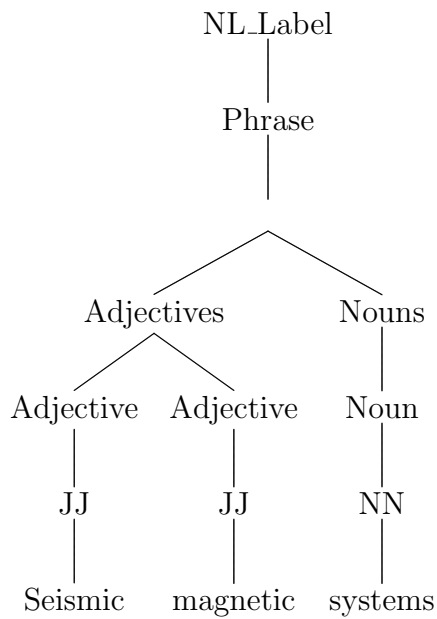 NL_Label
Phrase
Adjectives Nouns
Adjective Adjective Noun
JJ JJ NN
Seismic magnetic systems